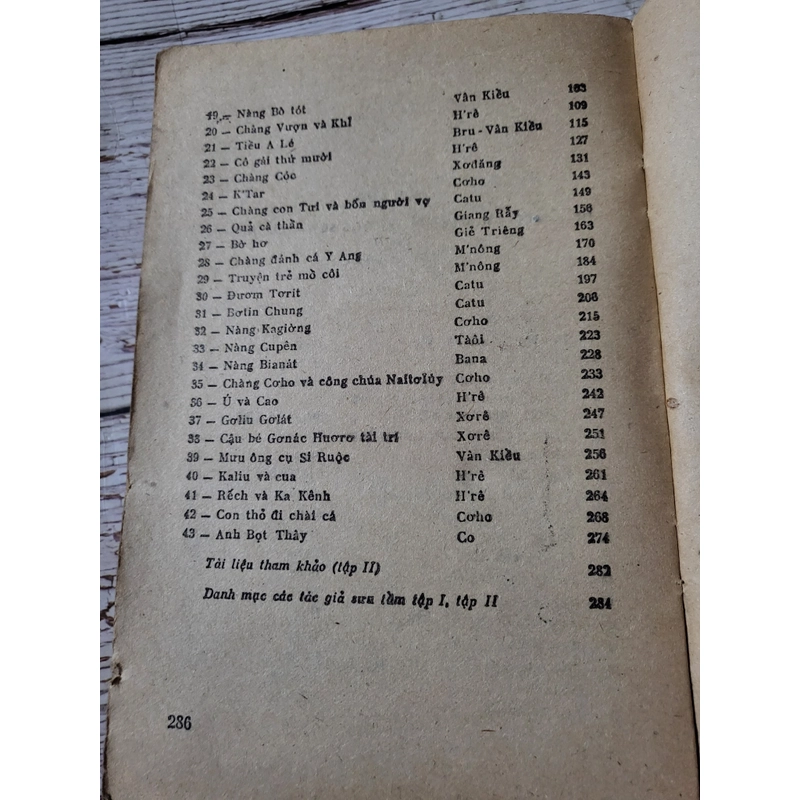 19 — Nàng Bò tót Vân Kiều 103
20 — Chàng Vượn và Khỉ H'rê 109
21 — Tiều A Lé Bru-Vân Kiều 115
22 — Cô gái thứ mười H'rê 127
23 — Chàng Cóc Xơđăng 131
24 — K'Tar Cơho 143
25 — Chàng con Tưi và bốn người vợ Catu 149
26 — Quả cà thần Giang Rẫy 156
27 — Bờ hơ Giẻ Triêng 163
28 — Chàng đánh cá Y Ang M'nông 170
29 — Truyện trẻ mồ côi M'nông 184
30 — Đươm Tơrit Catu 197
31 — Bơtin Chung Catu 206
32 — Nàng Kagiờng Cơho 215
33 — Nàng Cupên Tàôi 223
34 — Nàng Bianát Bana 228
35 — Chàng Cơho và công chúa Naitơlúy Cơho 233
36 — Ú và Cao H'rê 242
37 — Gơliu Gơlát Xơrê 247
38 — Cậu bé Gơnác Hươrơ tài trí Xơrê 251
39 — Mưu ông cụ Si Ruộc Vân Kiều 256
40 — Kaliu và cua H'rê 261
41 — Rếch và Ka Kênh H'rê 264
42 — Con thỏ đi chài cá Cơho 268
43 — Anh Bọt Thây Co 274
Tài liệu tham khảo (tập II) 282
Danh mục các tác giả sưu tầm tập I, tập II 284
286